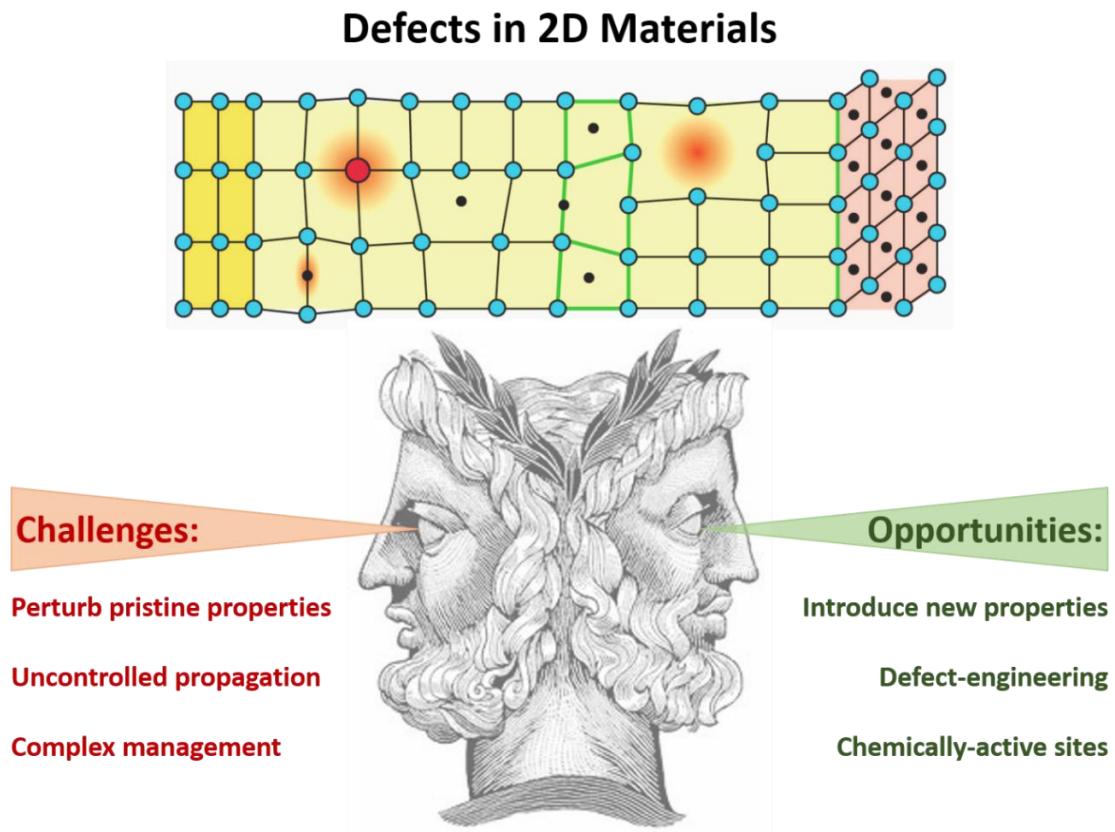 Defects in 2D Materials
Challenges:
Perturb pristine properties
Uncontrolled propagation
Complex management
Opportunities:
Introduce new properties
Defect-engineering
Chemically-active sites